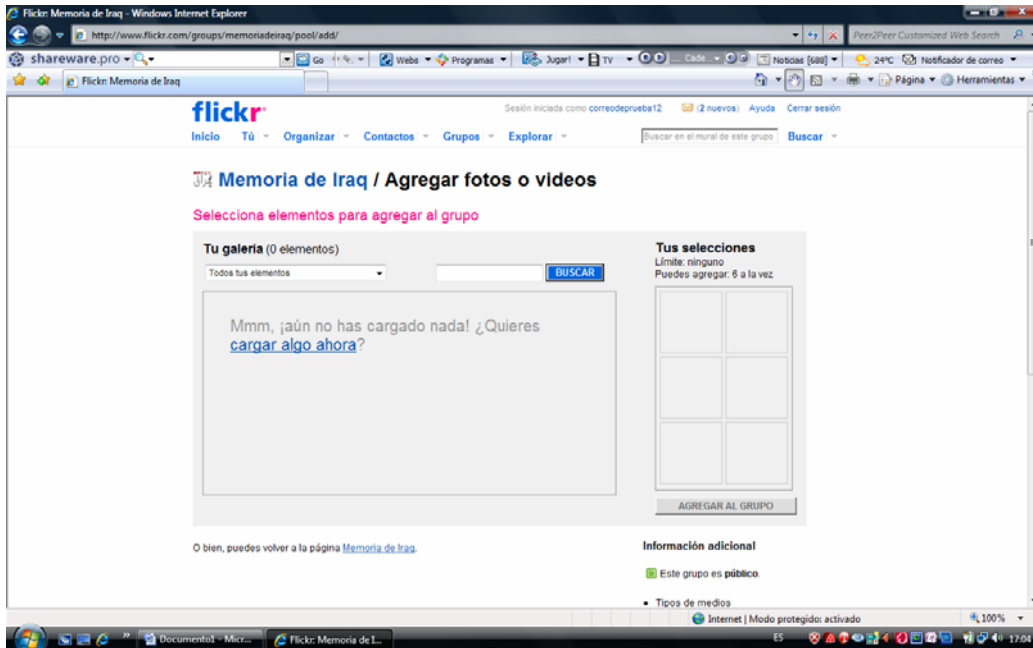 Flickr: Memoria de Iraq - Windows Internet Explorer
http://www.flickr.com/groups/memoriadeiraq/pool/add/
Peer2Peer Customized Web Search
shareware.pro
Go
Webs
Programas
Jugar!
TV
Noticias [688]
24ºC
Notificador de correo
Flickr: Memoria de Iraq
Página
Herramientas
flickr
Sesión iniciada como correodeprueba12 (2 nuevos) Ayuda Cerrar sesión
Inicio Tú Organizar Contactos Grupos Explorar
Buscar en el mural de este grupo Buscar
Memoria de Iraq / Agregar fotos o videos
Selecciona elementos para agregar al grupo
Tu galería (0 elementos)
Todos tus elementos
BUSCAR
Mmm, ¡aún no has cargado nada! ¿Quieres
cargar algo ahora?
Tus selecciones
Límite: ninguno
Puedes agregar: 6 a la vez
AGREGAR AL GRUPO
O bien, puedes volver a la página Memoria de Iraq.
Información adicional
Este grupo es público.
• Tipos de medios
Internet | Modo protegido: activado
100%
Documento1 - Micr...
Flickr: Memoria de I...
ES
17:04